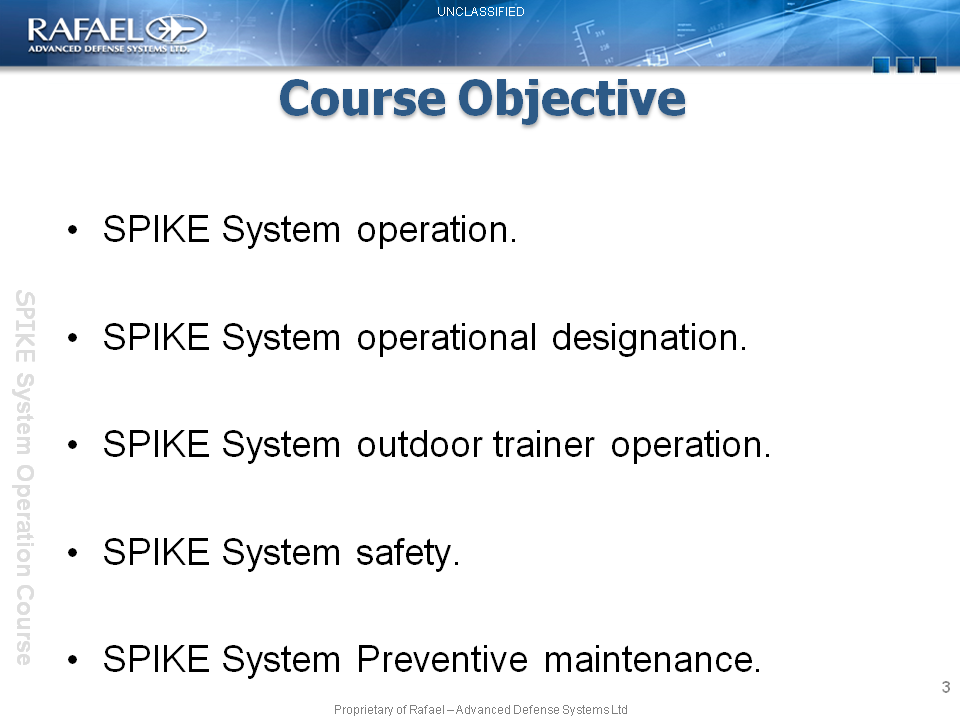 UNCLASSIFIED
RAFAEL
ADVANCED DEFENSE SYSTEMS LTD.
Course Objective
• SPIKE System operation.
• SPIKE System operational designation.
• SPIKE System outdoor trainer operation.
• SPIKE System safety.
• SPIKE System Preventive maintenance.
SPIKE System Operation Course
3
Proprietary of Rafael – Advanced Defense Systems Ltd